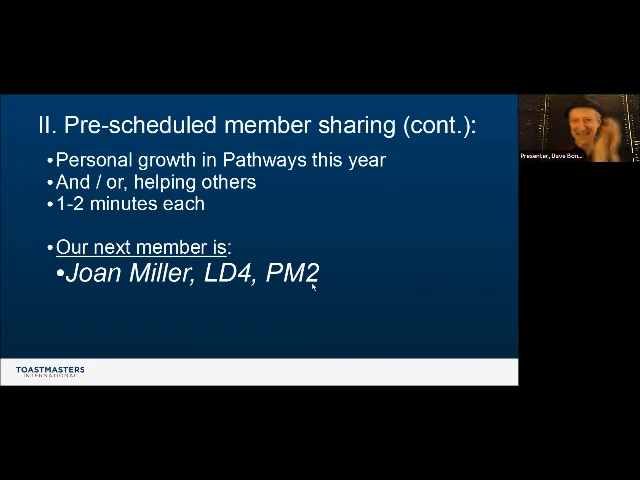 II. Pre-scheduled member sharing (cont.):
•Personal growth in Pathways this year
•And / or, helping others
•1-2 minutes each
•Our next member is:
•Joan Miller, LD4, PM2
Presenter, Dave Bon...
TOASTMASTERS
INTERNATIONAL